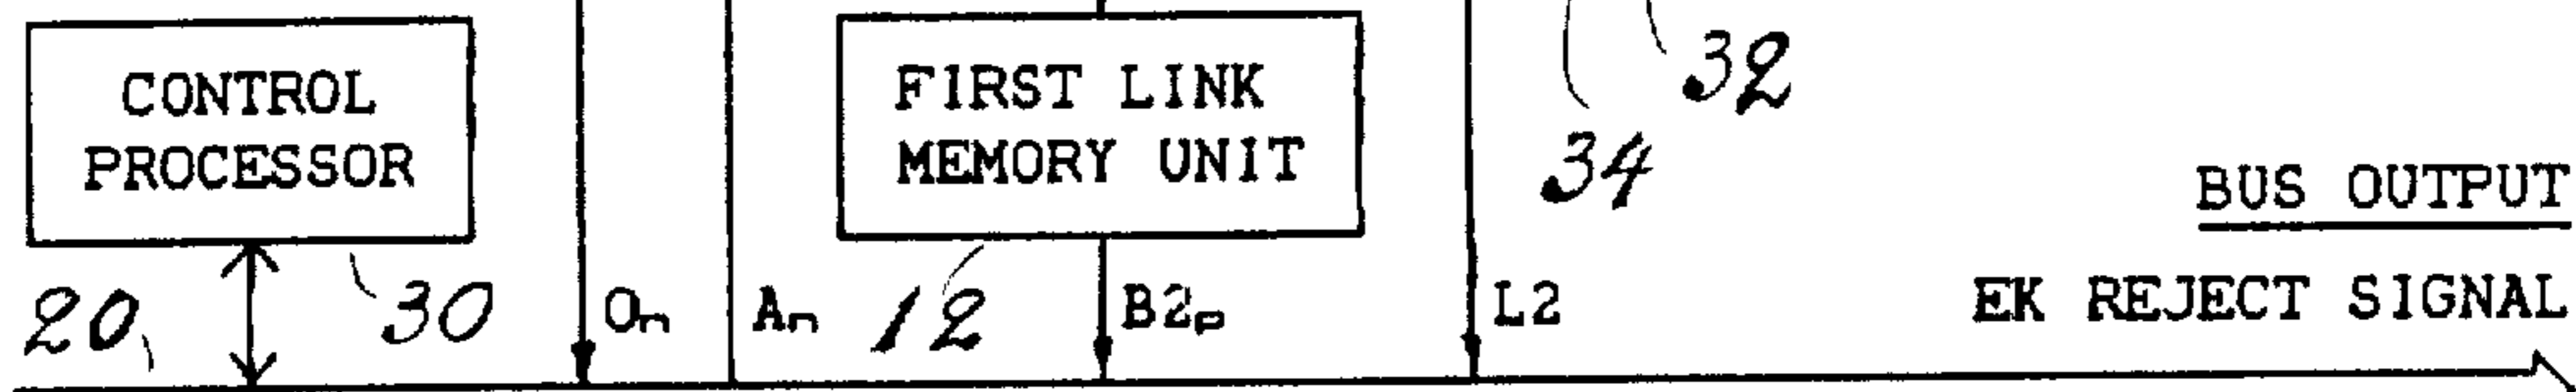 CONTROL
PROCESSOR
FIRST LINK
MEMORY UNIT
32
34
BUS OUTPUT
EK REJECT SIGNAL
20
30
On
An
12
B2p
L2